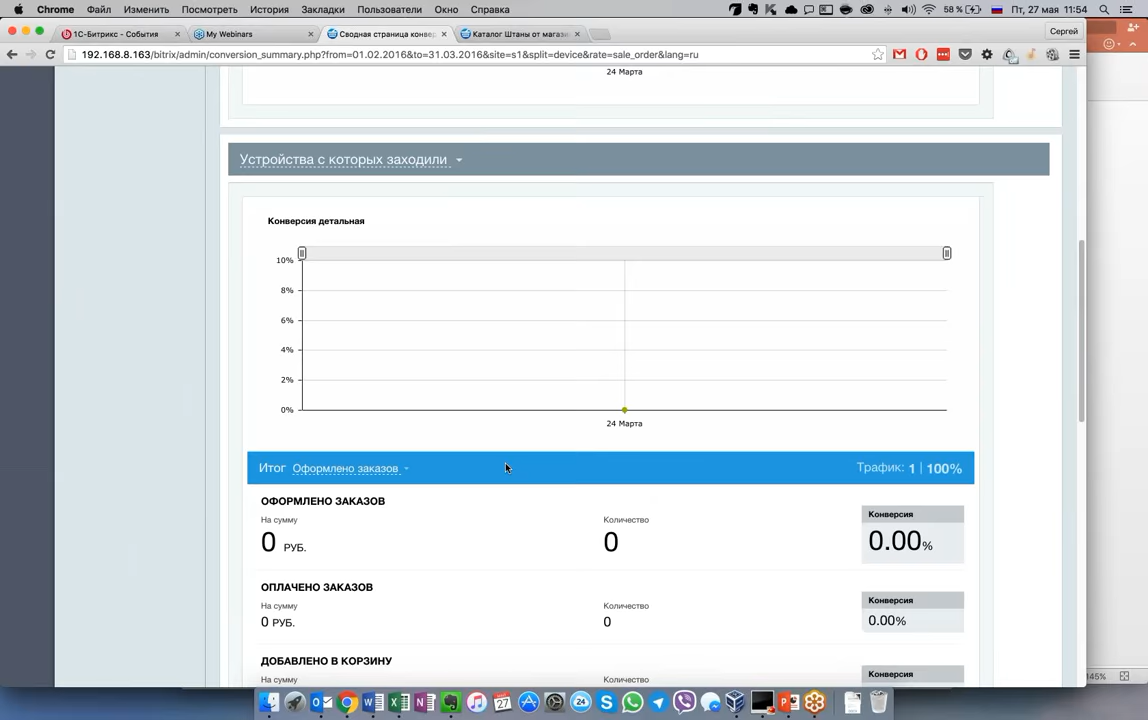 Chrome Файл Изменить Посмотреть История Закладки Пользователи Окно Справка 58 % Пт, 27 мая 11:54
1С-Битрикс - События × My Webinars × Сводная страница конвер × Каталог Штаны от магази × Сергей
192.168.8.163/bitrix/admin/conversion_summary.php?from=01.02.2016&to=31.03.2016&site=s1&split=device&rate=sale_order&lang=ru
24 Марта
Устройства с которых заходили
Конверсия детальная
10%
8%
6%
4%
2%
0%
24 Марта
Итог Оформлено заказов Трафик: 1 | 100%
ОФОРМЛЕНО ЗАКАЗОВ
На сумму Количество Конверсия
0 РУБ. 0 0.00%
ОПЛАЧЕНО ЗАКАЗОВ
На сумму Количество Конверсия
0 РУБ. 0 0.00%
ДОБАВЛЕНО В КОРЗИНУ
Конверсия
145%